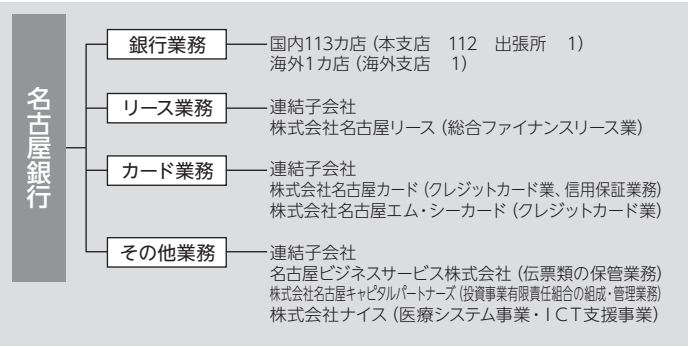 名古屋銀行
銀行業務
国内113カ店(本支店 112 出張所 1)
海外1カ店(海外支店 1)
リース業務
連結子会社
株式会社名古屋リース(総合ファイナンスリース業)
カード業務
連結子会社
株式会社名古屋カード(クレジットカード業、信用保証業務)
株式会社名古屋エム・シーカード(クレジットカード業)
その他業務
連結子会社
名古屋ビジネスサービス株式会社(伝票類の保管業務)
株式会社名古屋キャピタルパートナーズ(投資事業有限責任組合の組成・管理業務)
株式会社ナイス(医療システム事業・ICT支援事業)